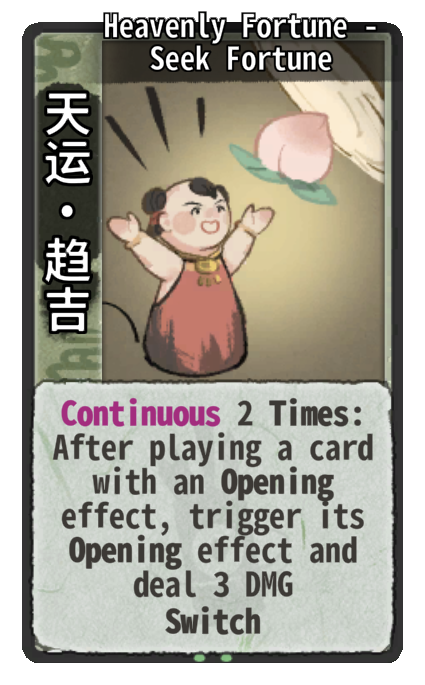 Heavenly Fortune -
Seek Fortune
天运·趋吉
Continuous 2 Times:
After playing a card
with an Opening
effect, trigger its
Opening effect and
deal 3 DMG
Switch